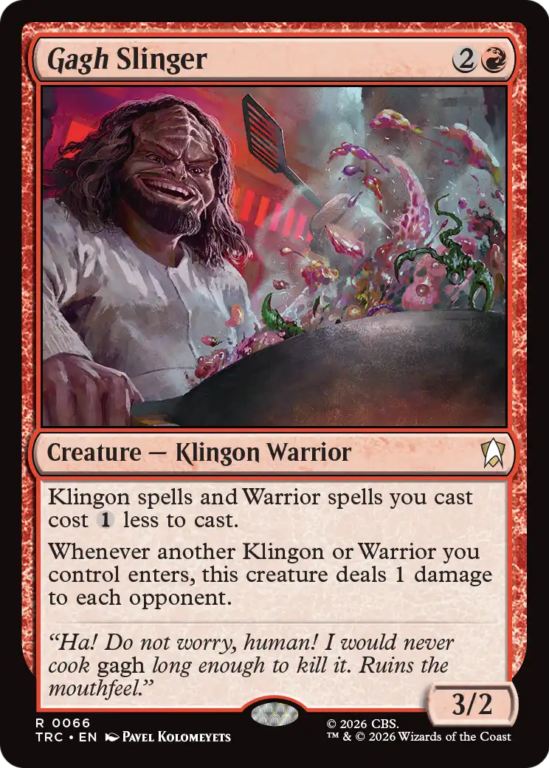 Gagh Slinger 2
Creature — Klingon Warrior
Klingon spells and Warrior spells you cast
cost 1 less to cast.
Whenever another Klingon or Warrior you
control enters, this creature deals 1 damage
to each opponent.
“Ha! Do not worry, human! I would never
cook gagh long enough to kill it. Ruins the
mouthfeel.”
3/2
R 0066
TRC • EN Pavel Kolomeyets
© 2026 CBS.
™ & © 2026 Wizards of the Coast